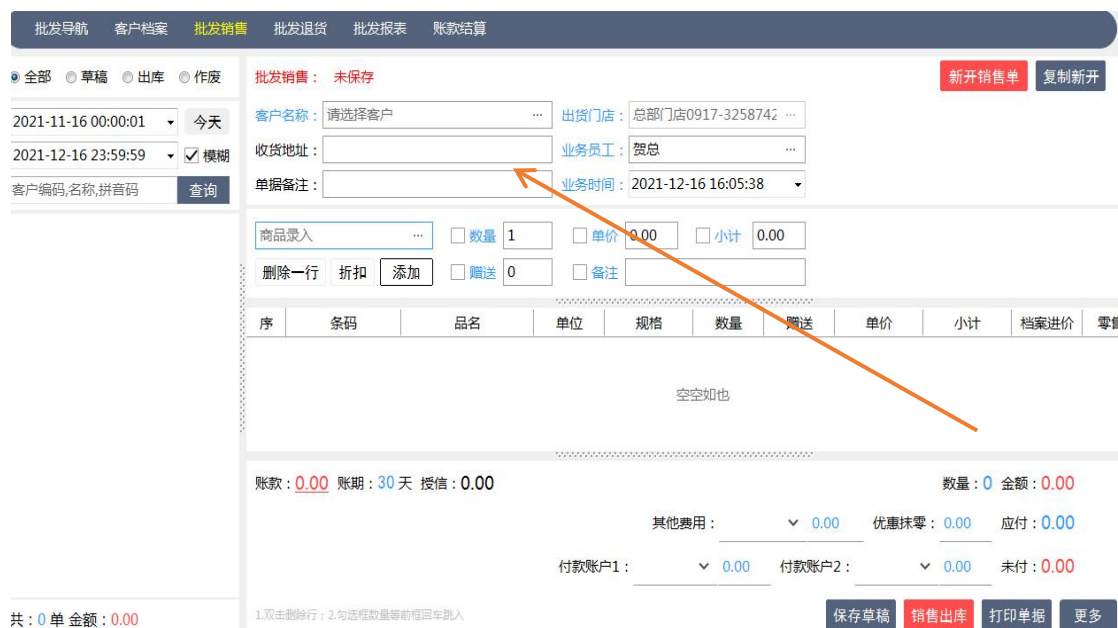 批发导航 客户档案 批发销售 批发退货 批发报表 账款结算
全部 草稿 出库 作废
2021-11-16 00:00:01 今天
2021-12-16 23:59:59 模糊
客户编码,名称,拼音码 查询
共：0 单 金额：0.00
批发销售： 未保存 新开销售单 复制新开
客户名称： 请选择客户 ... 出货门店： 总部门店0917-3258742 ...
收货地址： 业务员工： 贺总 ...
单据备注： 业务时间： 2021-12-16 16:05:38
商品录入 ... 数量 1 单价 0.00 小计 0.00
删除一行 折扣 添加 赠送 0 备注
序 条码 品名 单位 规格 数量 赠送 单价 小计 档案进价
空空如也
账款：0.00 账期：30 天 授信：0.00 数量：0 金额：0.00
其他费用： 0.00 优惠抹零： 0.00 应付：0.00
付款账户1： 0.00 付款账户2： 0.00 未付：0.00
1.双击删除行；2.勾选框数量等前框回车跳入 保存草稿 销售出库 打印单据 更多